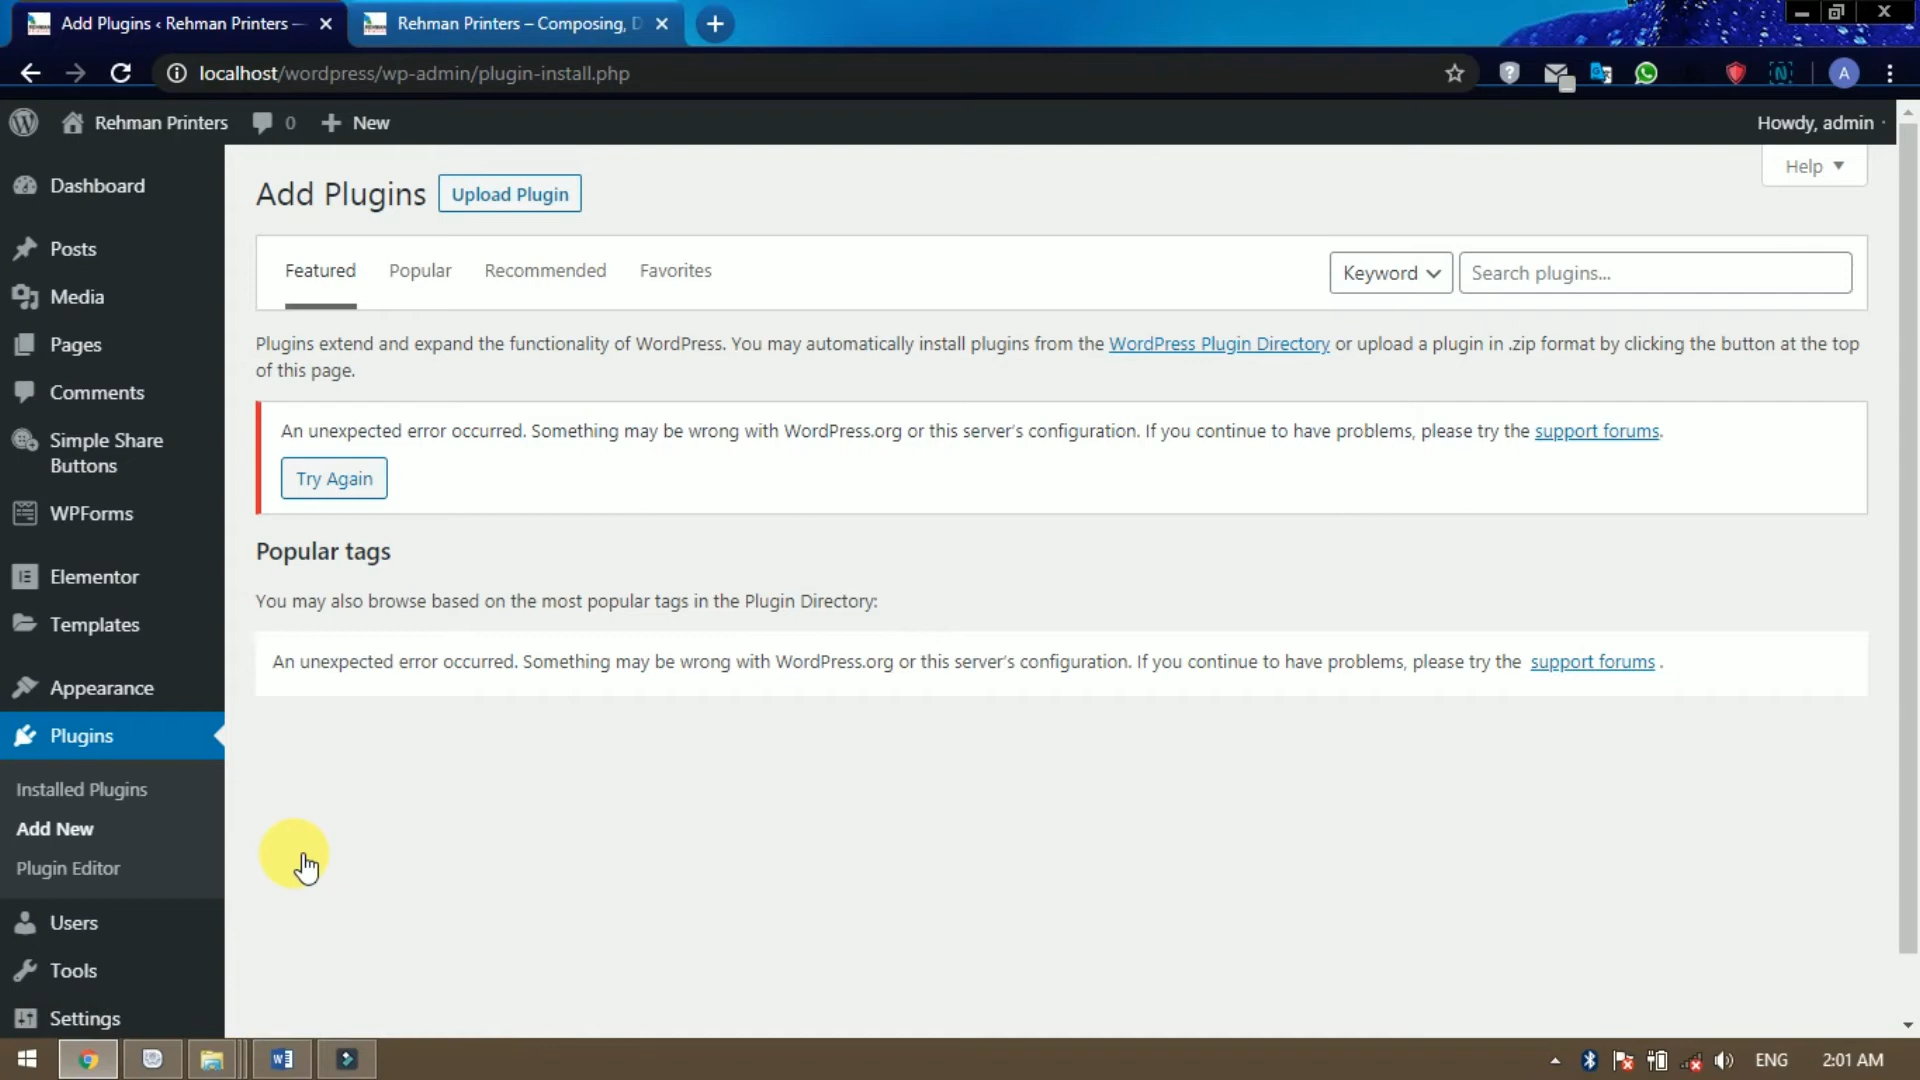 Add Plugins ‹ Rehman Printers —
Rehman Printers – Composing, D
localhost/wordpress/wp-admin/plugin-install.php
A
Rehman Printers
0
New
Howdy, admin
Help
Dashboard
Posts
Media
Pages
Comments
Simple Share
Buttons
WPForms
Elementor
Templates
Appearance
Plugins
Installed Plugins
Add New
Plugin Editor
Users
Tools
Settings
Add Plugins
Upload Plugin
Featured
Popular
Recommended
Favorites
Keyword
Search plugins...
Plugins extend and expand the functionality of WordPress. You may automatically install plugins from the WordPress Plugin Directory or upload a plugin in .zip format by clicking the button at the top
of this page.
An unexpected error occurred. Something may be wrong with WordPress.org or this server’s configuration. If you continue to have problems, please try the support forums.
Try Again
Popular tags
You may also browse based on the most popular tags in the Plugin Directory:
An unexpected error occurred. Something may be wrong with WordPress.org or this server’s configuration. If you continue to have problems, please try the support forums .
ENG
2:01 AM